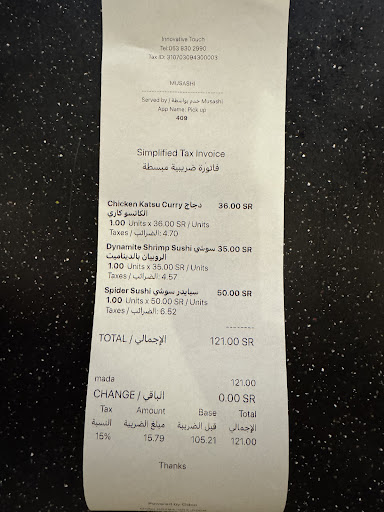 Innovative Touch
Tel 053 830 2990
Tax ID: 310703094300003
MUSASHI
Served by / خدم بواسطة Musashi
App Name: Pick up
409
Simplified Tax Invoice
فاتورة ضريبية مبسطة
Chicken Katsu Curry دجاج 36.00 SR
الكاتسو كاري
1.00 Units x 36.00 SR / Units
Taxes / الضرائب: 4.70
Dynamite Shrimp Sushi سوشي 35.00 SR
الروبيان بالديناميت
1.00 Units x 35.00 SR / Units
Taxes / الضرائب: 4.57
Spider Sushi سبايدر سوشي 50.00 SR
1.00 Units x 50.00 SR / Units
Taxes / الضرائب: 6.52
--------
TOTAL / الإجمالي 121.00 SR
mada 121.00
CHANGE / الباقي 0.00 SR
Tax Amount Base Total
النسبة مبلغ الضريبة قبل الضريبة الإجمالي
15% 15.79 105.21 121.00
Thanks
Powered by Odoo